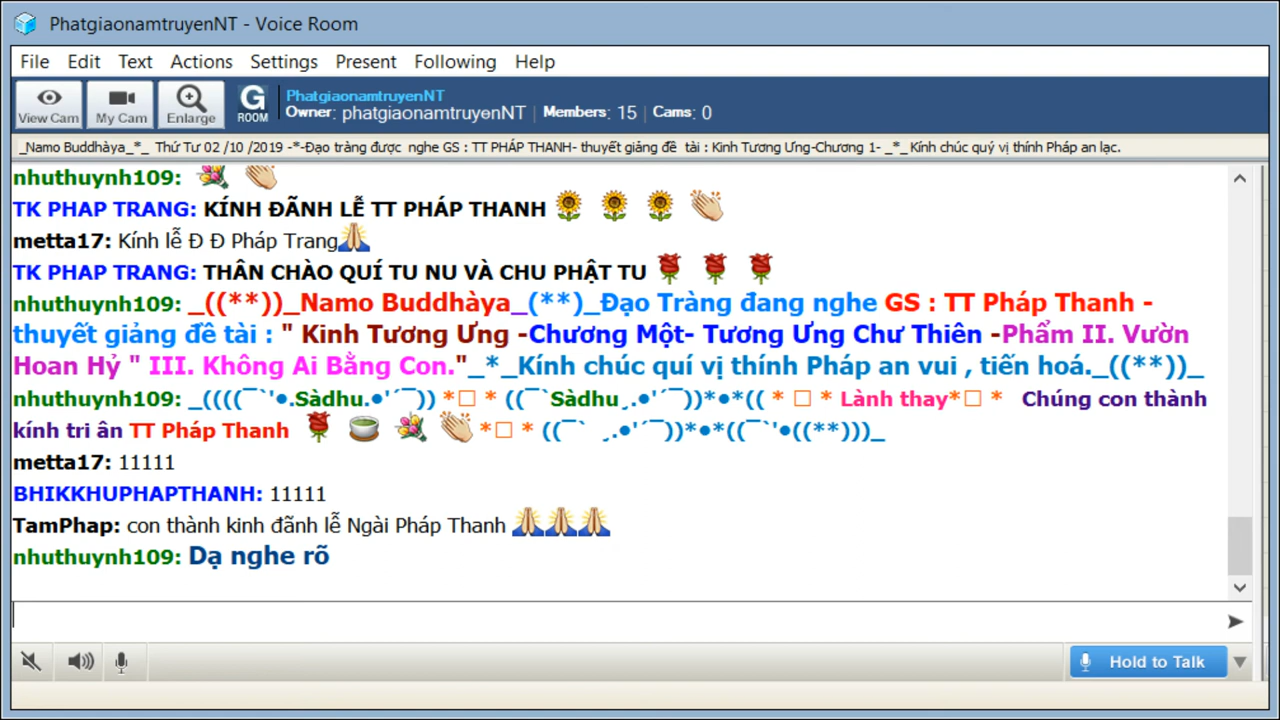 PhatgiaonamtruyenNT - Voice Room
File Edit Text Actions Settings Present Following Help
View Cam My Cam Enlarge G ROOM PhatgiaonamtruyenNT
Owner: phatgiaonamtruyenNT | Members: 15 | Cams: 0
_Namo Buddhàya_*_ Thứ Tư 02 /10 /2019 -*-Đạo tràng được nghe GS : TT PHÁP THANH- thuyết giảng đề tài : Kinh Tương Ưng-Chương 1- _*_ Kính chúc quý vị thính Pháp an lạc.
nhuthuynh109: 💐 👏
TK PHAP TRANG: KÍNH ĐÃNH LỄ TT PHÁP THANH 🌻 🌻 🌻 👏
metta17: Kính lễ Đ Đ Pháp Trang🙏
TK PHAP TRANG: THÂN CHÀO QUÍ TU NU VÀ CHU PHẬT TU 🌹 🌹 🌹
nhuthuynh109: _((**))_Namo Buddhàya_(**)_Đạo Tràng đang nghe GS : TT Pháp Thanh -
thuyết giảng đề tài : " Kinh Tương Ưng -Chương Một- Tương Ưng Chư Thiên -Phẩm II. Vườn
Hoan Hỷ " III. Không Ai Bằng Con."_*_Kính chúc quí vị thính Pháp an vui , tiến hoá._((**))_
nhuthuynh109: _((((¯`'●.Sàdhu.●'´¯)) *□ * ((¯`Sàdhu¸.●'´¯))*●*(( * □ * Lành thay*□ * Chúng con thành
kính tri ân TT Pháp Thanh 🌹 🍵 💐 👏 *□ * ((¯` ¸.●'´¯))*●*((¯`'●((**)))_
metta17: 11111
BHIKKHUPHAPTHANH: 11111
TamPhap: con thành kinh đãnh lễ Ngài Pháp Thanh 🙏🙏🙏
nhuthuynh109: Dạ nghe rõ
Hold to Talk